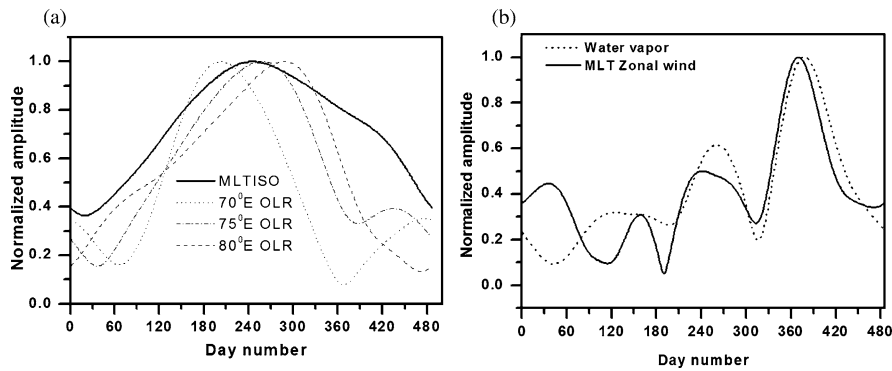 (a)
Normalized amplitude
1.0
0.8
0.6
0.4
0.2
0.0
MLTISO
70⁰E OLR
75⁰E OLR
80⁰E OLR
0 60 120 180 240 300 360 420 480
Day number
(b)
Normalized amplitude
1.0
0.8
0.6
0.4
0.2
0.0
Water vapor
MLT Zonal wind
0 60 120 180 240 300 360 420 480
Day number